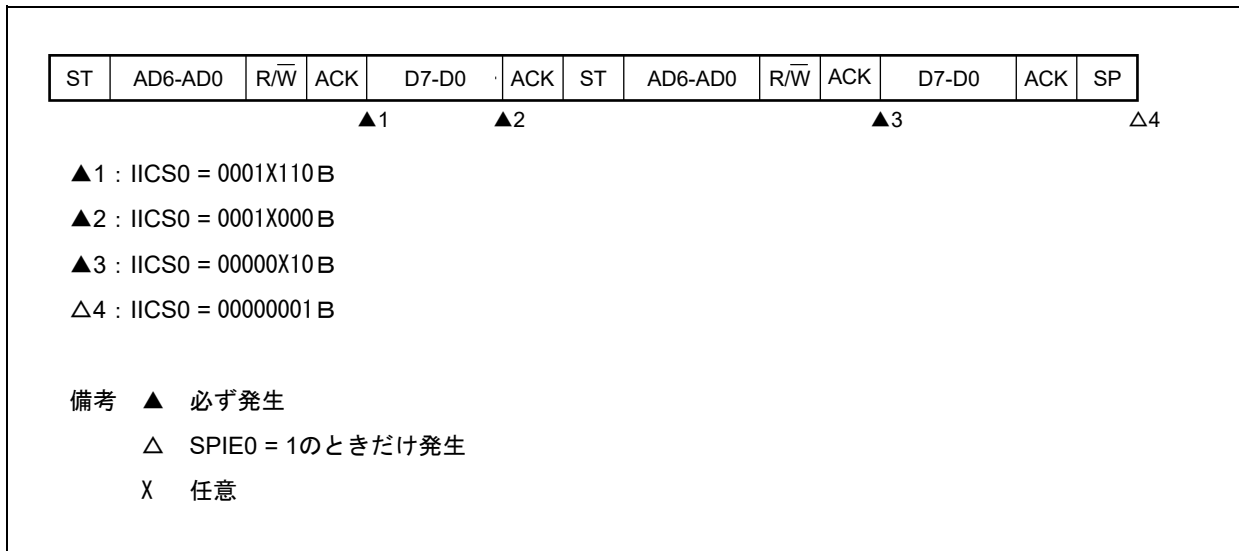 ST AD6-AD0 R/W̅ ACK D7-D0 ACK ST AD6-AD0 R/W̅ ACK D7-D0 ACK SP
▲1 ▲2 ▲3 △4
▲1：IICS0 = 0001X110B
▲2：IICS0 = 0001X000B
▲3：IICS0 = 00000X10B
△4：IICS0 = 00000001B
備考 ▲ 必ず発生
△ SPIE0 = 1のときだけ発生
X 任意